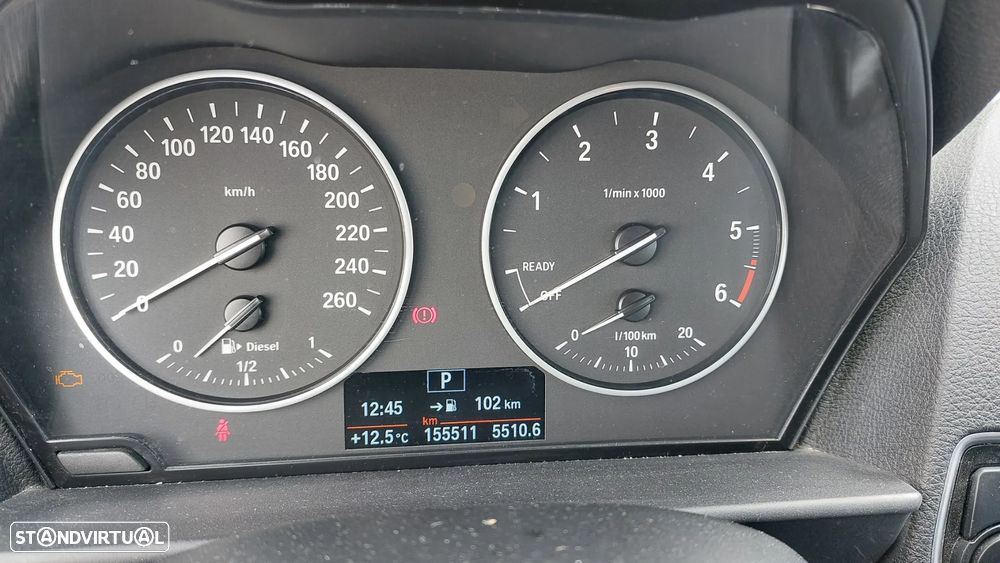 0 20 40 60 80 100 120 140 160 180 200 220 240 260
km/h
0 1/2 1
Diesel
1 2 3 4 5 6
1/min x 1000
READY
OFF
0 10 20
l/100km
P
12:45 102 km
km
+12.5°C 155511 5510.6
STANDVIRTUAL